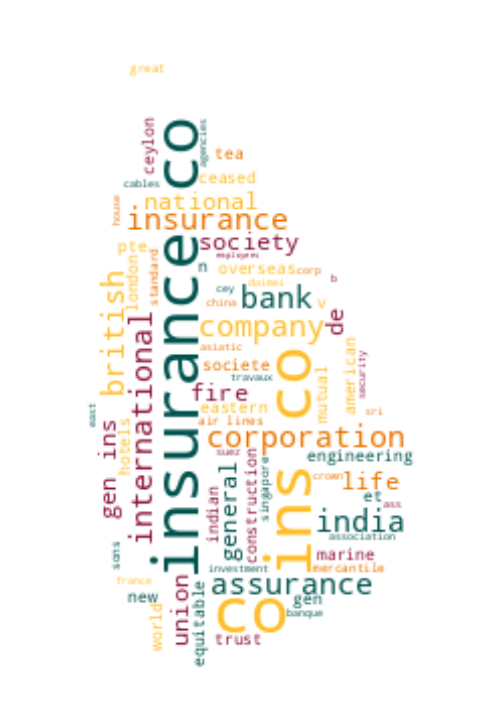 great
ceylon
insurance co
agencies
tea
cables
ceased
house
national
insurance
society
employees
pte
london
standard
n
overseas
corp
b
daimei
cey
china
bank
v
de
british
international
company
asiatic
ins co
societe
travaux
american
security
mutual
fire
eastern
sri
air lines
east
hotels
gen ins
corporation
suez
construction
singapore
engineering
general
indian
crown
life
et
ass
india
association
sons
marine
investment
mercantile
france
union
assurance
equitable
new
gen
co
banque
world
trust